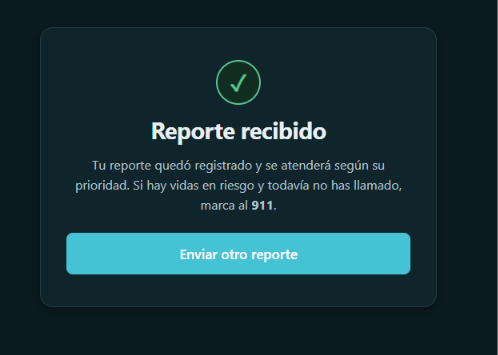 Reporte recibido
Tu reporte quedó registrado y se atenderá según su
prioridad. Si hay vidas en riesgo y todavía no has llamado,
marca al 911.
Enviar otro reporte